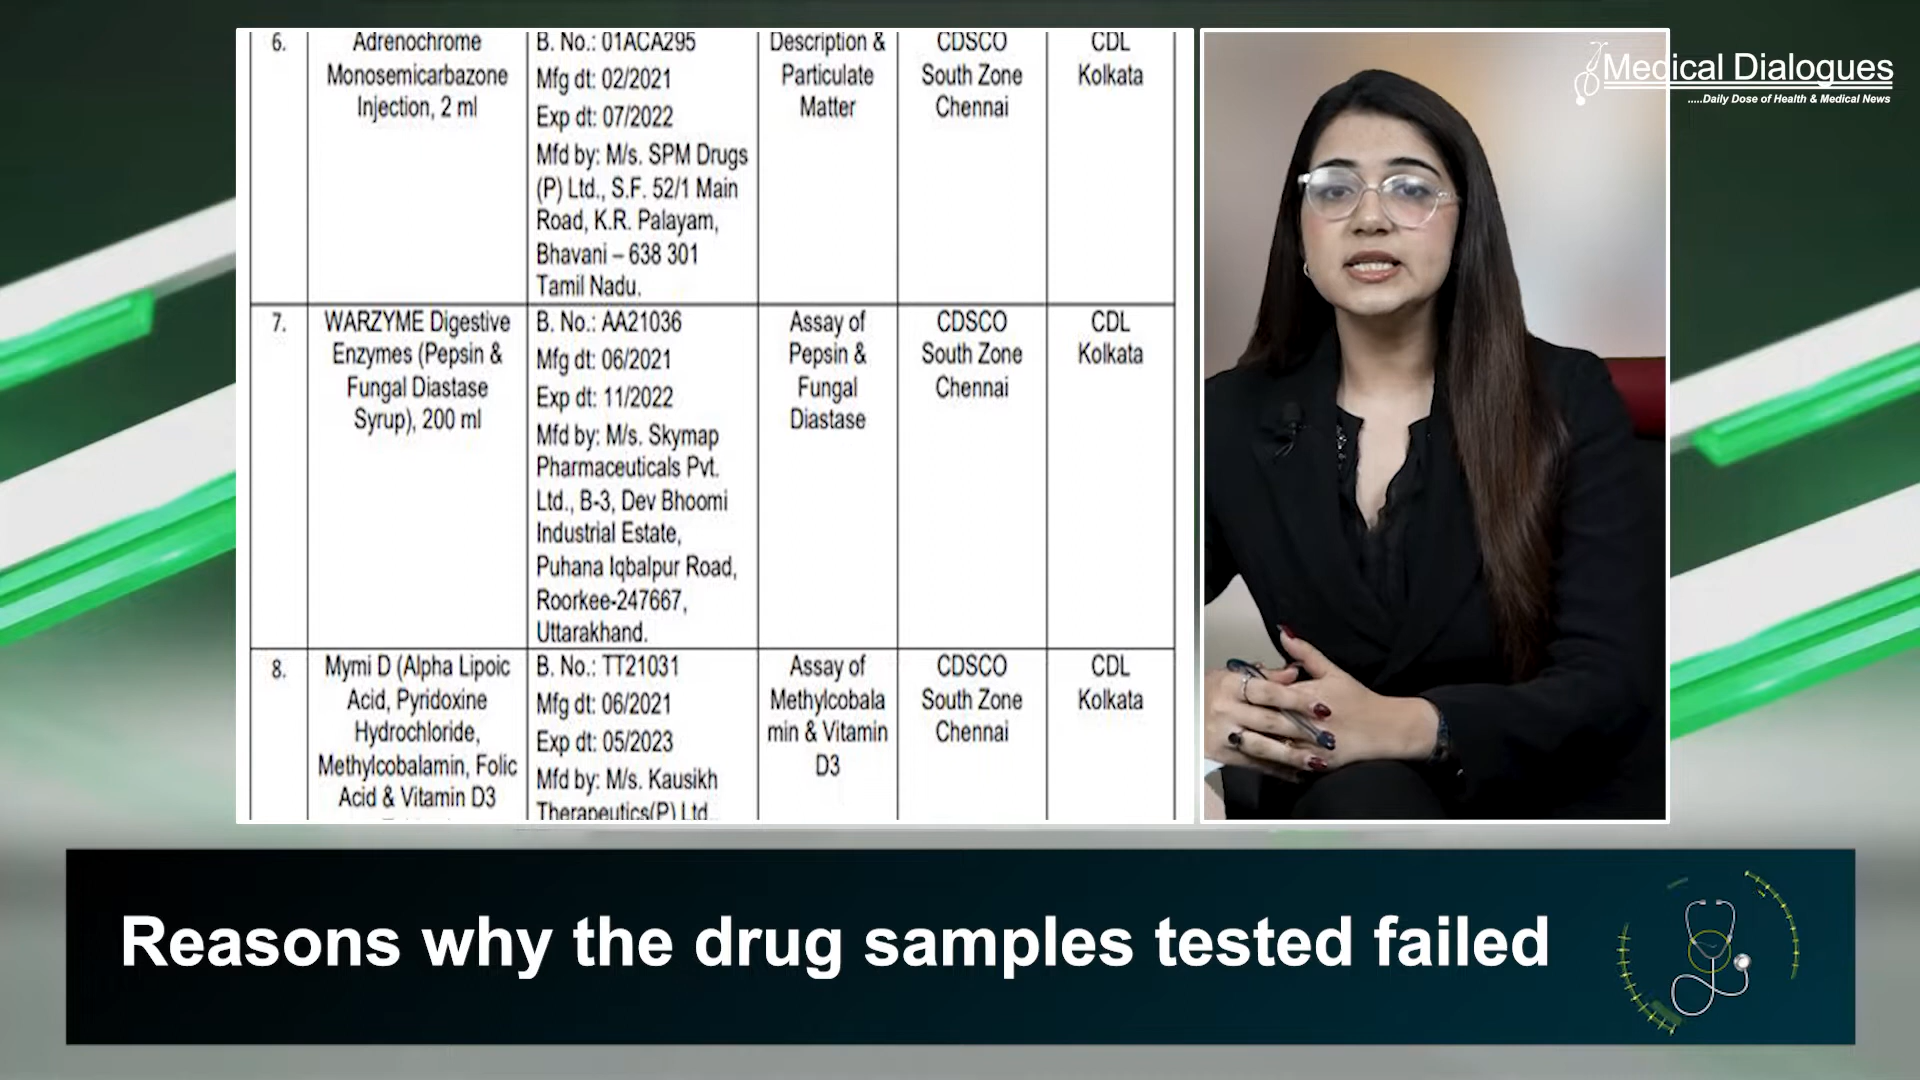 6.
Adrenochrome
Monosemicarbazone
Injection, 2 ml
B. No.: 01ACA295
Mfg dt: 02/2021
Exp dt: 07/2022
Mfd by: M/s. SPM Drugs
(P) Ltd., S.F. 52/1 Main
Road, K.R. Palayam,
Bhavani – 638 301
Tamil Nadu.
Description &
Particulate
Matter
CDSCO
South Zone
Chennai
CDL
Kolkata
7.
WARZYME Digestive
Enzymes (Pepsin &
Fungal Diastase
Syrup), 200 ml
B. No.: AA21036
Mfg dt: 06/2021
Exp dt: 11/2022
Mfd by: M/s. Skymap
Pharmaceuticals Pvt.
Ltd., B-3, Dev Bhoomi
Industrial Estate,
Puhana Iqbalpur Road,
Roorkee-247667,
Uttarakhand.
Assay of
Pepsin &
Fungal
Diastase
CDSCO
South Zone
Chennai
CDL
Kolkata
8.
Mymi D (Alpha Lipoic
Acid, Pyridoxine
Hydrochloride,
Methylcobalamin, Folic
Acid & Vitamin D3
B. No.: TT21031
Mfg dt: 06/2021
Exp dt: 05/2023
Mfd by: M/s. Kausikh
Therapeutics(P) Ltd.
Assay of
Methylcobala
min & Vitamin
D3
CDSCO
South Zone
Chennai
CDL
Kolkata
Medical Dialogues
.....Daily Dose of Health & Medical News
Reasons why the drug samples tested failed